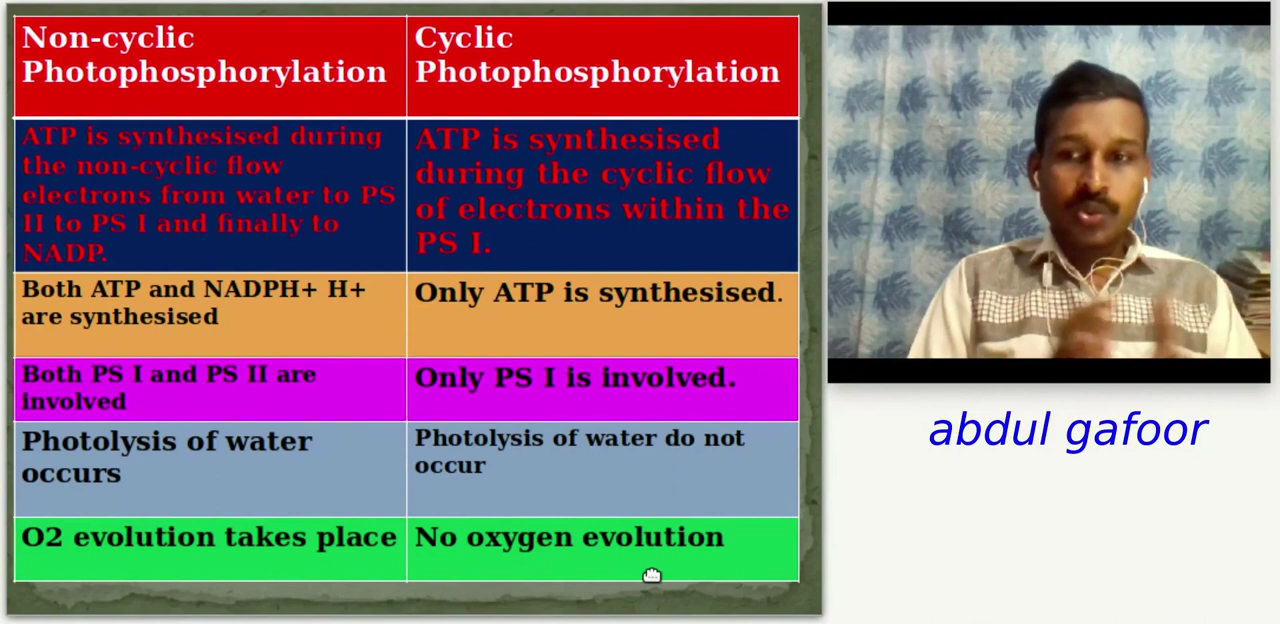 Non-cyclic
Photophosphorylation
Cyclic
Photophosphorylation
ATP is synthesised during
the non-cyclic flow
electrons from water to PS
II to PS I and finally to
NADP.
ATP is synthesised
during the cyclic flow
of electrons within the
PS I.
Both ATP and NADPH+ H+
are synthesised
Only ATP is synthesised.
Both PS I and PS II are
involved
Only PS I is involved.
Photolysis of water
occurs
Photolysis of water do not
occur
O2 evolution takes place
No oxygen evolution
abdul gafoor